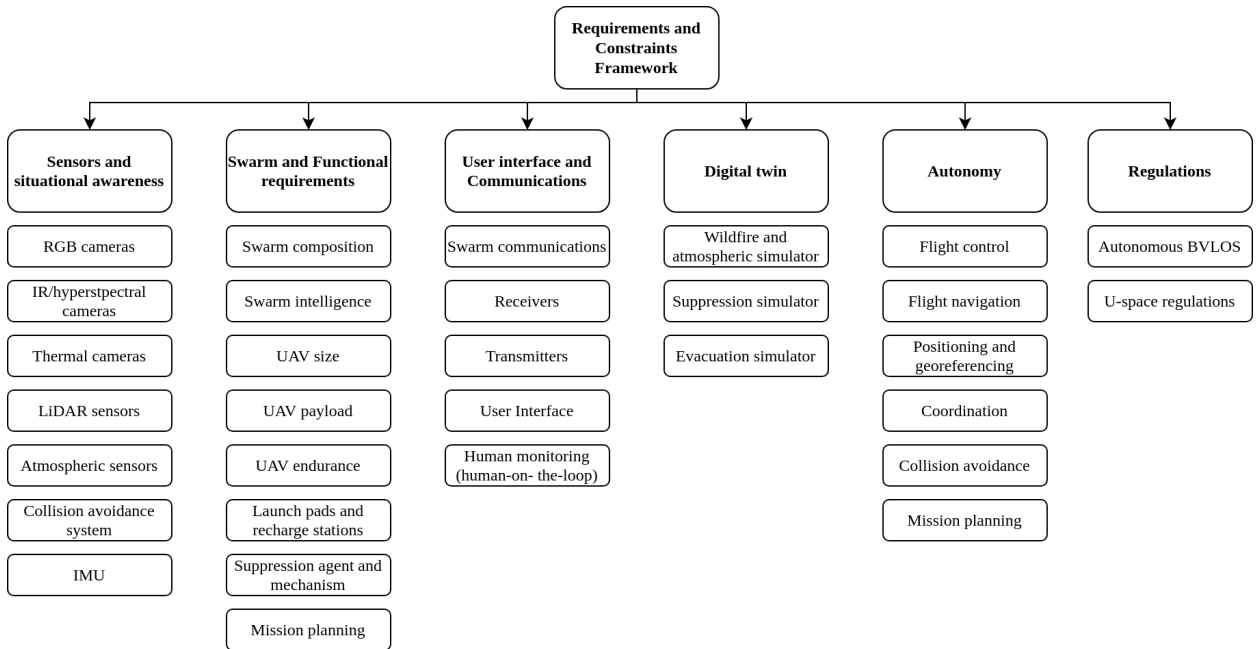 Requirements and
Constraints
Framework
Sensors and
situational awareness
RGB cameras
IR/hyperstpectral
cameras
Thermal cameras
LiDAR sensors
Atmospheric sensors
Collision avoidance
system
IMU
Swarm and Functional
requirements
Swarm composition
Swarm intelligence
UAV size
UAV payload
UAV endurance
Launch pads and
recharge stations
Suppression agent and
mechanism
Mission planning
User interface and
Communications
Swarm communications
Receivers
Transmitters
User Interface
Human monitoring
(human-on- the-loop)
Digital twin
Wildfire and
atmospheric simulator
Suppression simulator
Evacuation simulator
Autonomy
Flight control
Flight navigation
Positioning and
georeferencing
Coordination
Collision avoidance
Mission planning
Regulations
Autonomous BVLOS
U-space regulations